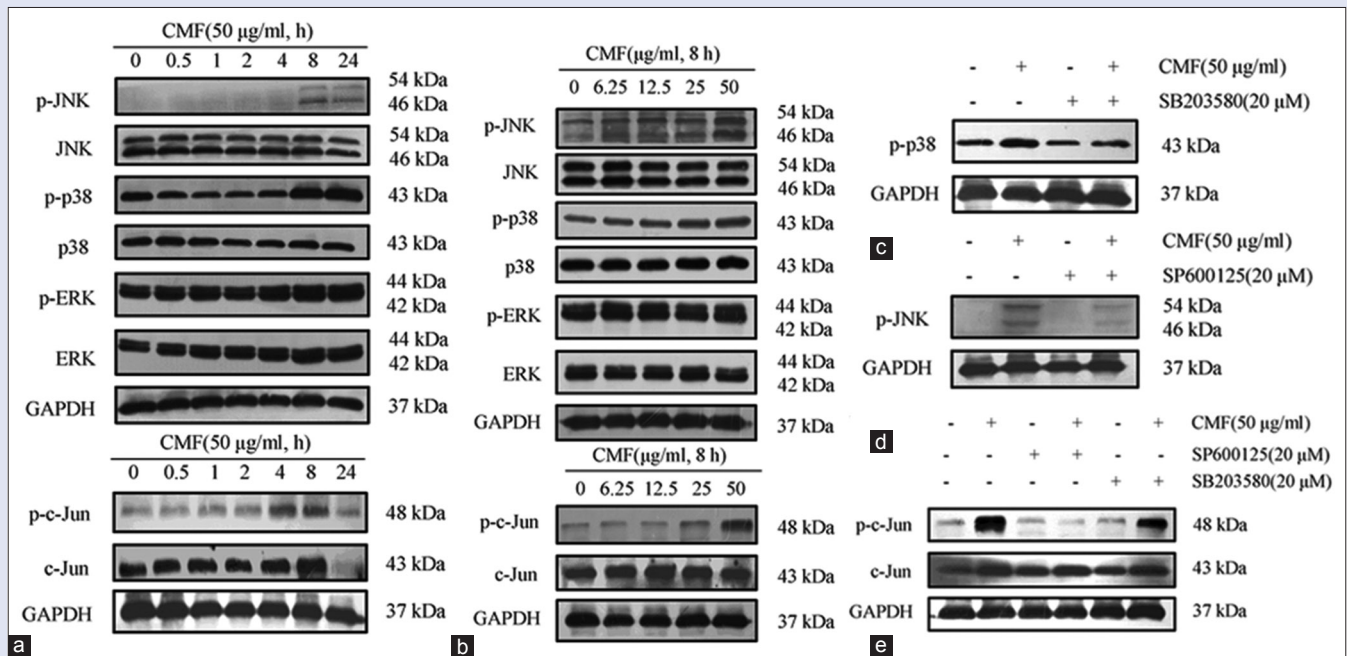 CMF(50 μg/ml, h)
0 0.5 1 2 4 8 24
p-JNK 54 kDa
46 kDa
JNK 54 kDa
46 kDa
p-p38 43 kDa
p38 43 kDa
p-ERK 44 kDa
42 kDa
ERK 44 kDa
42 kDa
GAPDH 37 kDa
CMF(50 μg/ml, h)
0 0.5 1 2 4 8 24
p-c-Jun 48 kDa
c-Jun 43 kDa
GAPDH 37 kDa
a
CMF(μg/ml, 8 h)
0 6.25 12.5 25 50
p-JNK 54 kDa
46 kDa
JNK 54 kDa
46 kDa
p-p38 43 kDa
p38 43 kDa
p-ERK 44 kDa
42 kDa
ERK 44 kDa
42 kDa
GAPDH 37 kDa
CMF(μg/ml, 8 h)
0 6.25 12.5 25 50
p-c-Jun 48 kDa
c-Jun 43 kDa
GAPDH 37 kDa
b
- + - + CMF(50 μg/ml)
- - + + SB203580(20 μM)
p-p38 43 kDa
GAPDH 37 kDa
c
- + - + CMF(50 μg/ml)
- - + + SP600125(20 μM)
p-JNK 54 kDa
46 kDa
GAPDH 37 kDa
d
- + - + - + CMF(50 μg/ml)
- - + + - - SP600125(20 μM)
- - - - + + SB203580(20 μM)
p-c-Jun 48 kDa
c-Jun 43 kDa
GAPDH 37 kDa
e